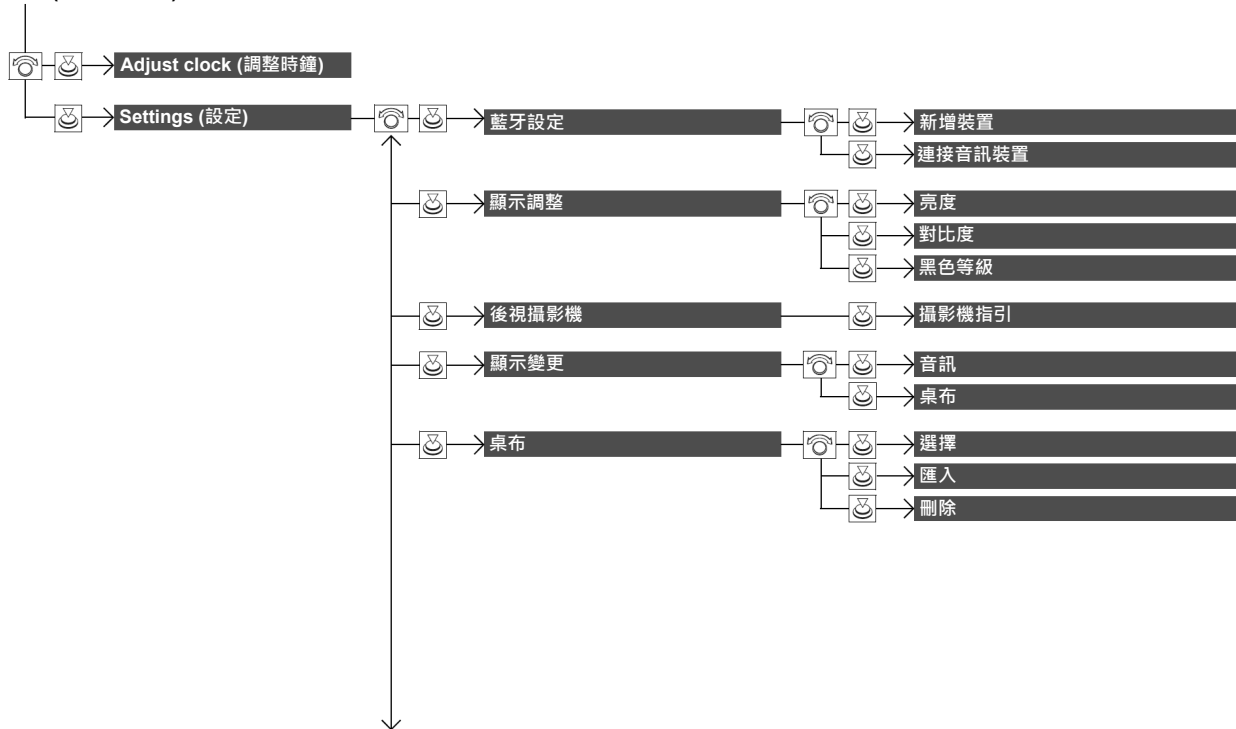 Adjust clock (調整時鐘)
Settings (設定)
藍牙設定
新增裝置
連接音訊裝置
顯示調整
亮度
對比度
黑色等級
後視攝影機
攝影機指引
顯示變更
音訊
桌布
桌布
選擇
匯入
刪除